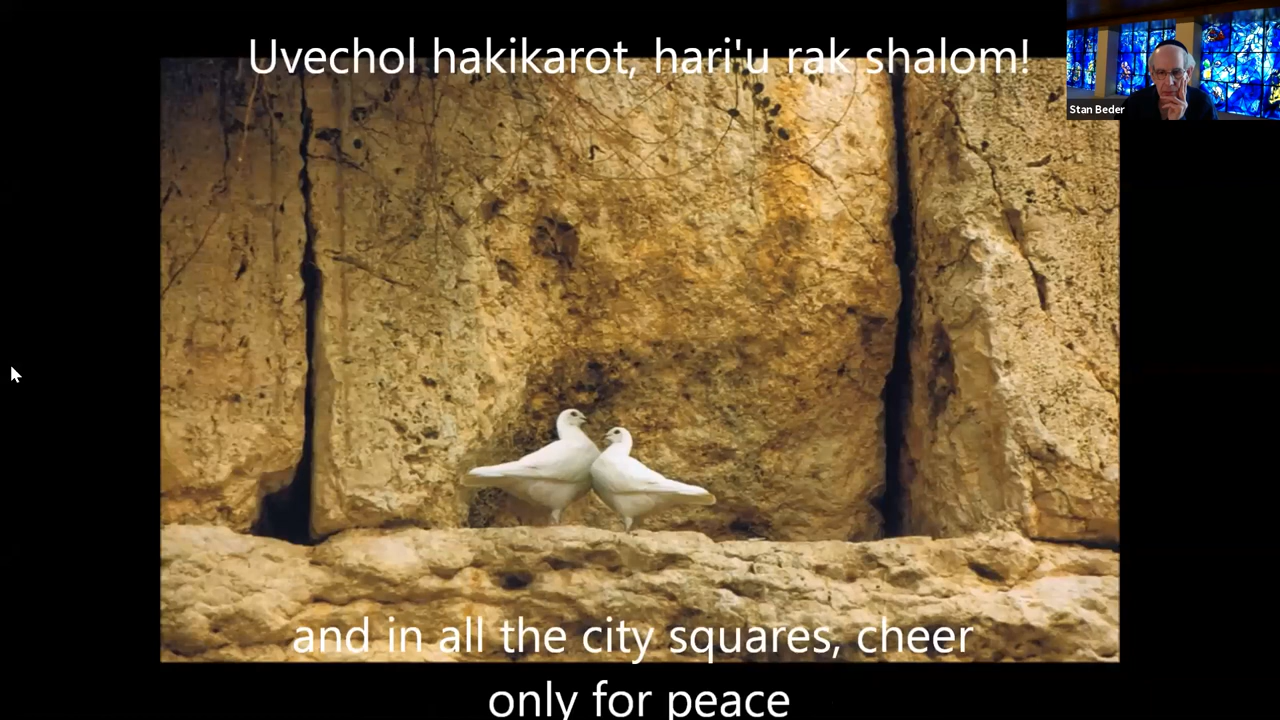 Uvechol hakikarot, hari'u rak shalom!
Stan Beder
and in all the city squares, cheer
only for peace